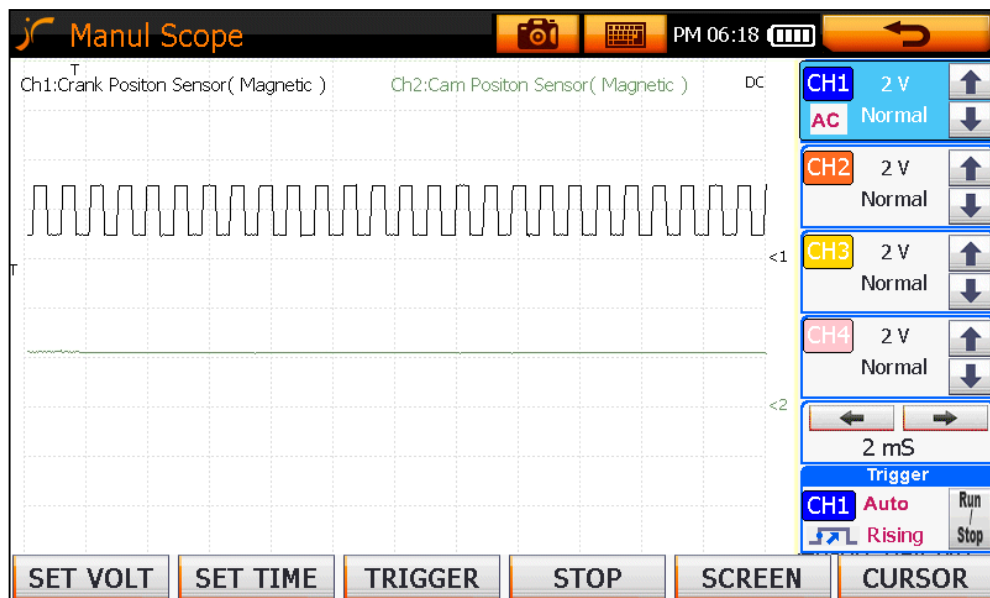 Manul Scope
PM 06:18
T
Ch1:Crank Positon Sensor( Magnetic )
Ch2:Cam Positon Sensor( Magnetic )
DC
<1
T
<2
CH1 2 V
AC Normal
CH2 2 V
Normal
CH3 2 V
Normal
CH4 2 V
Normal
2 mS
Trigger
CH1 Auto
Rising
Run
/
Stop
SET VOLT
SET TIME
TRIGGER
STOP
SCREEN
CURSOR